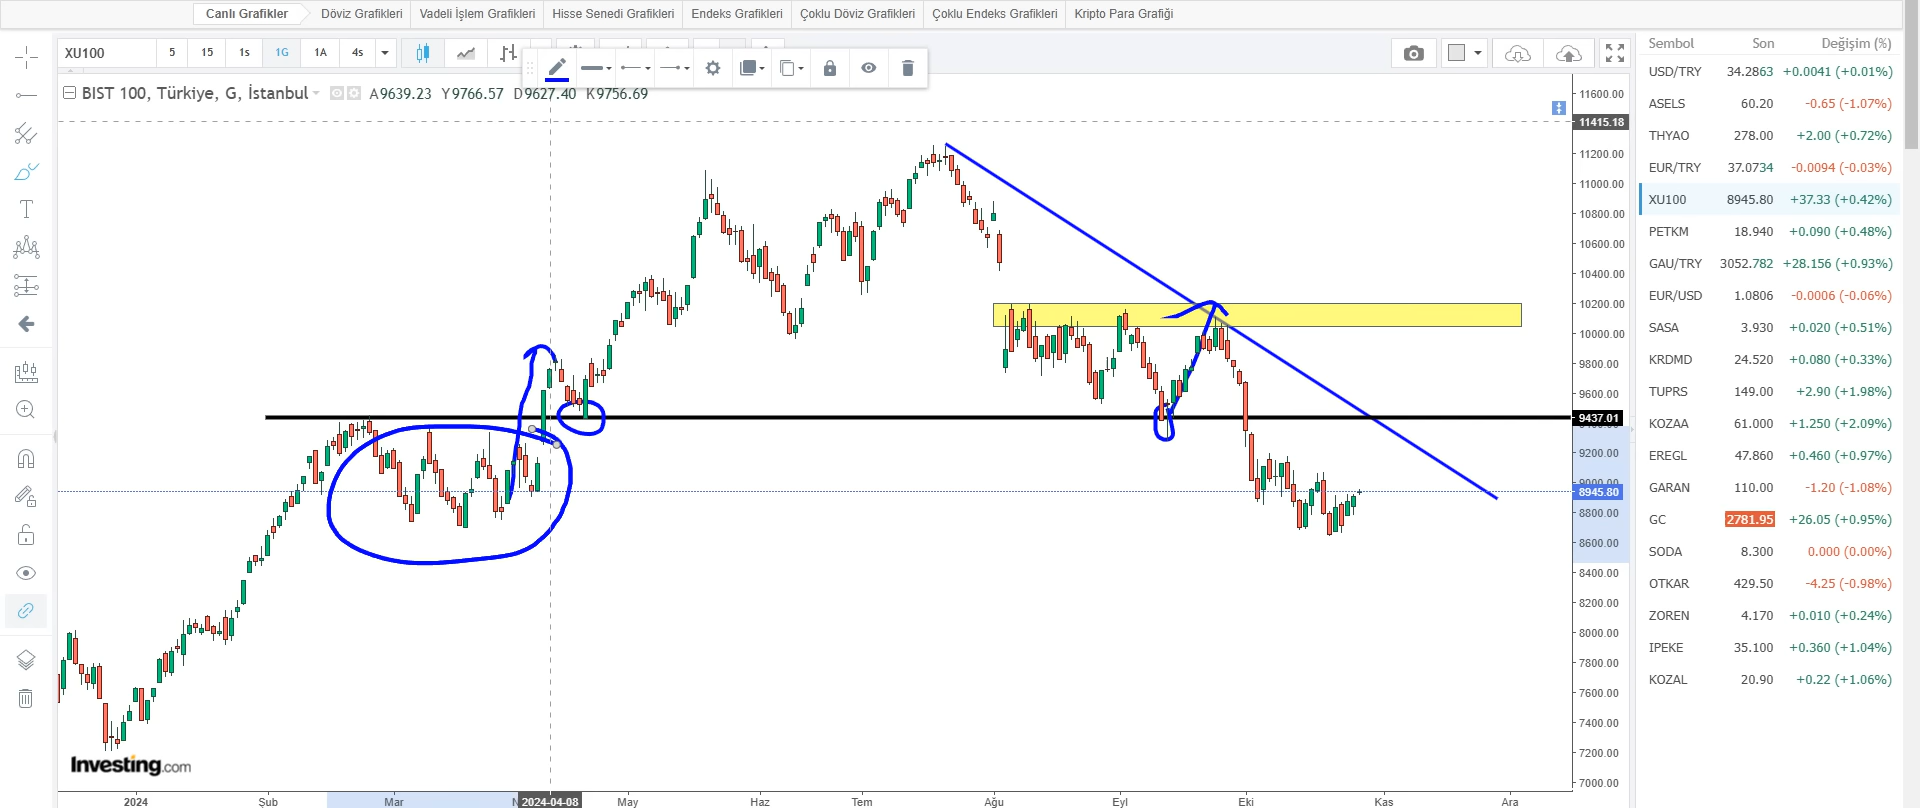 Canlı Grafikler Döviz Grafikleri Vadeli İşlem Grafikleri Hisse Senedi Grafikleri Endeks Grafikleri Çoklu Döviz Grafikleri Çoklu Endeks Grafikleri Kripto Para Grafiği
XU100 5 15 1s 1G 1A 4s
BIST 100, Türkiye, G, İstanbul A9639.23 Y9766.57 D9627.40 K9756.69
11600.00
11415.18
11200.00
11000.00
10800.00
10600.00
10400.00
10200.00
10000.00
9800.00
9600.00
9437.01
9200.00
9000.00
8945.80
8800.00
8600.00
8400.00
8200.00
8000.00
7800.00
7600.00
7400.00
7200.00
7000.00
Investing.com
2024 Şub Mar N 2024-04-08 May Haz Tem Ağu Eyl Eki Kas Ara
Sembol Son Değişim (%)
USD/TRY 34.2863 +0.0041 (+0.01%)
ASELS 60.20 -0.65 (-1.07%)
THYAO 278.00 +2.00 (+0.72%)
EUR/TRY 37.0734 -0.0094 (-0.03%)
XU100 8945.80 +37.33 (+0.42%)
PETKM 18.940 +0.090 (+0.48%)
GAU/TRY 3052.782 +28.156 (+0.93%)
EUR/USD 1.0806 -0.0006 (-0.06%)
SASA 3.930 +0.020 (+0.51%)
KRDMD 24.520 +0.080 (+0.33%)
TUPRS 149.00 +2.90 (+1.98%)
KOZAA 61.000 +1.250 (+2.09%)
EREGL 47.860 +0.460 (+0.97%)
GARAN 110.00 -1.20 (-1.08%)
GC 2781.95 +26.05 (+0.95%)
SODA 8.300 0.000 (0.00%)
OTKAR 429.50 -4.25 (-0.98%)
ZOREN 4.170 +0.010 (+0.24%)
IPEKE 35.100 +0.360 (+1.04%)
KOZAL 20.90 +0.22 (+1.06%)